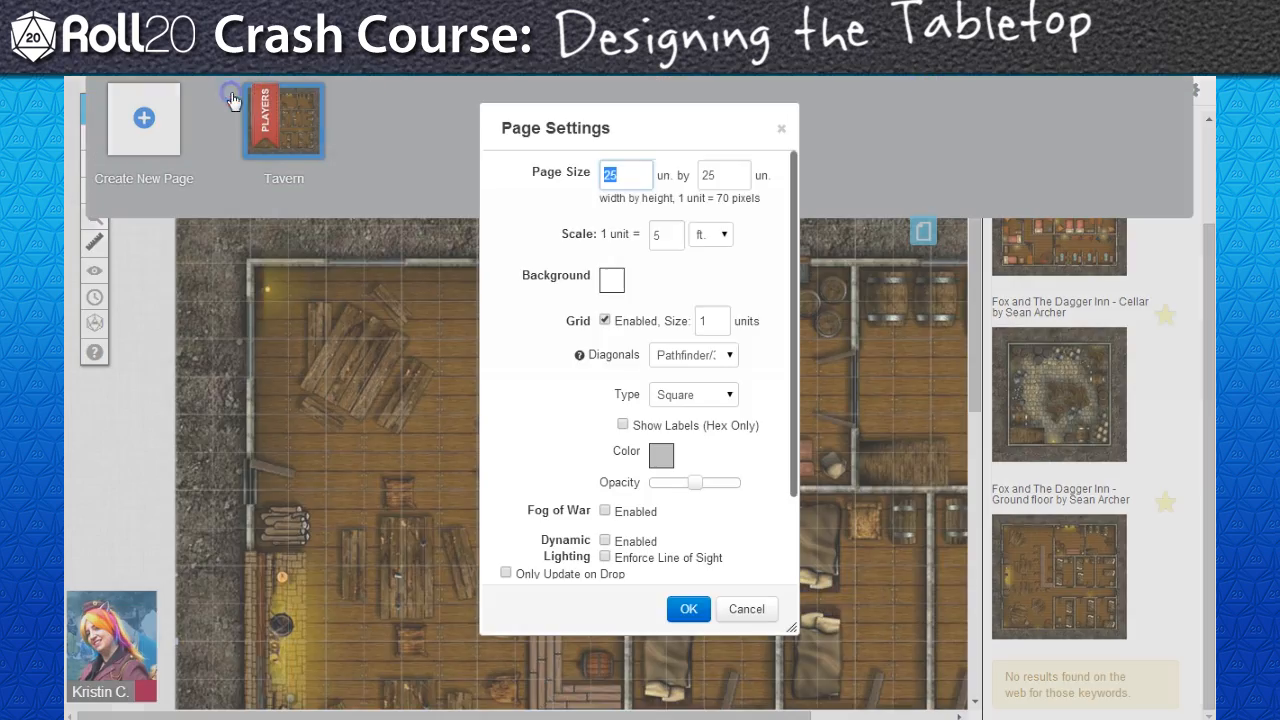 20 Roll20 Crash Course: Designing the Tabletop
PLAYERS
Create New Page
Tavern
Page Settings
×
Page Size 25 un. by 25 un.
width by height, 1 unit = 70 pixels
Scale: 1 unit = 5 ft.
Background
Grid Enabled, Size: 1 units
? Diagonals Pathfinder/
Type Square
Show Labels (Hex Only)
Color
Opacity
Fog of War Enabled
Dynamic Lighting Enabled
Enforce Line of Sight
Only Update on Drop
OK Cancel
Fox and The Dagger Inn - Cellar
by Sean Archer
Fox and The Dagger Inn -
Ground floor by Sean Archer
No results found on the
web for those keywords.
Kristin C.